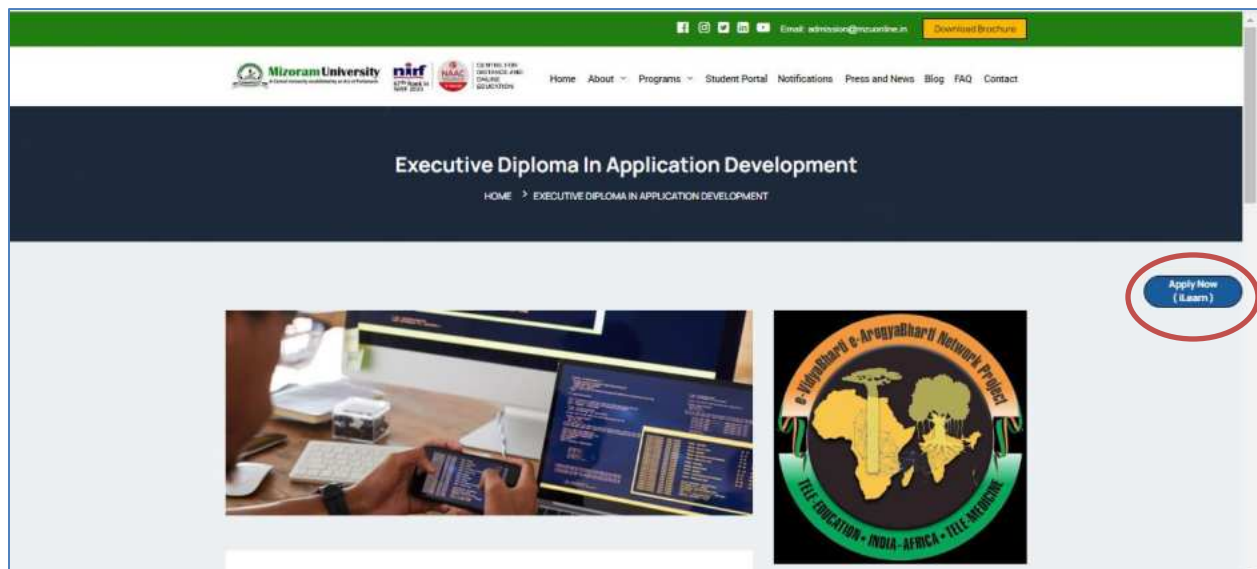 Email: admission@mzuonline.in
Download Brochure
Mizoram University
nirf
NAAC
CENTRE FOR
DISTANCE AND
ONLINE
EDUCATION
Home About Programs Student Portal Notifications Press and News Blog FAQ Contact
Executive Diploma In Application Development
HOME > EXECUTIVE DIPLOMA IN APPLICATION DEVELOPMENT
Apply Now
( iLearn )
e-VidyaBharti e-ArogyaBharti Network Project
TELE-EDUCATION • INDIA-AFRICA • TELE-MEDICINE